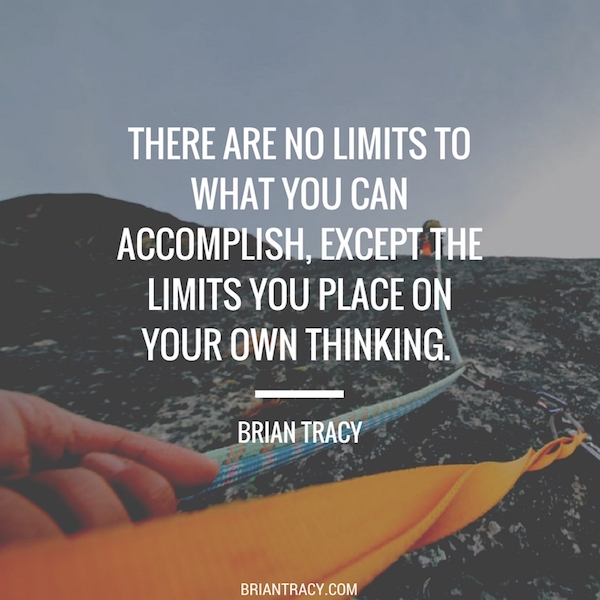 THERE ARE NO LIMITS TO
WHAT YOU CAN
ACCOMPLISH, EXCEPT THE
LIMITS YOU PLACE ON
YOUR OWN THINKING.
BRIAN TRACY
BRIANTRACY.COM